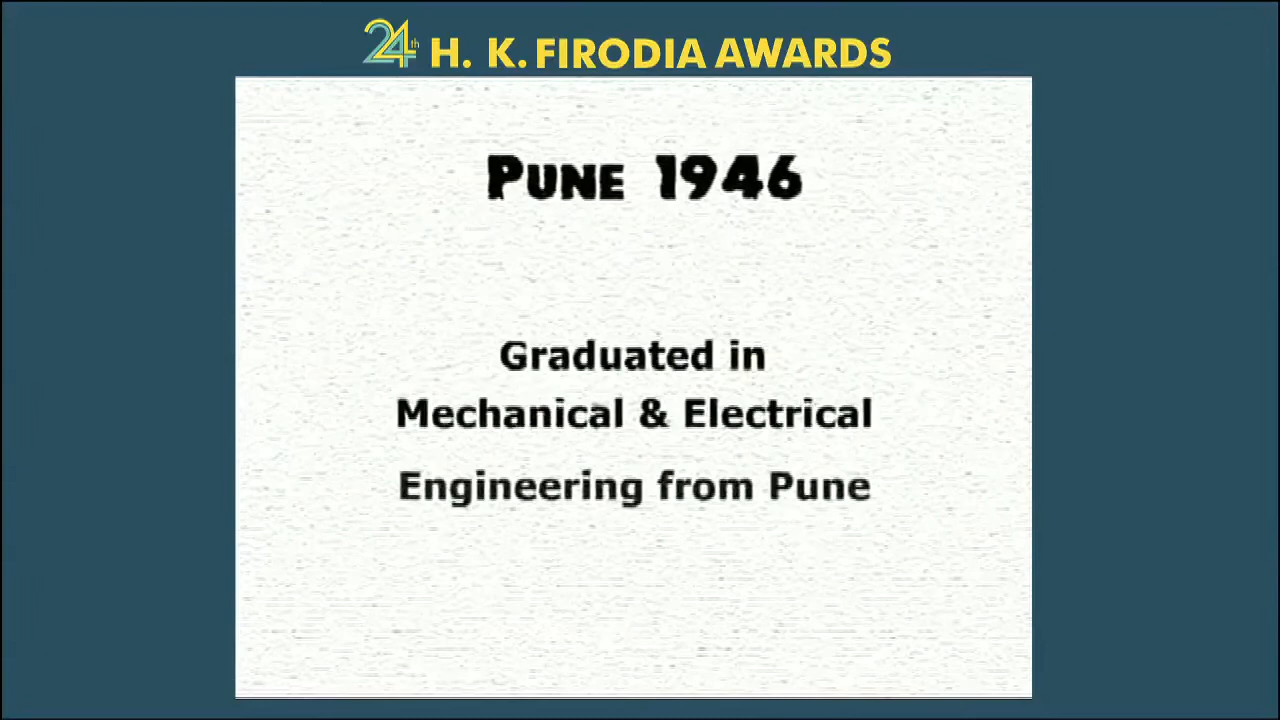 24th H. K. FIRODIA AWARDS
PUNE 1946
Graduated in
Mechanical & Electrical
Engineering from Pune